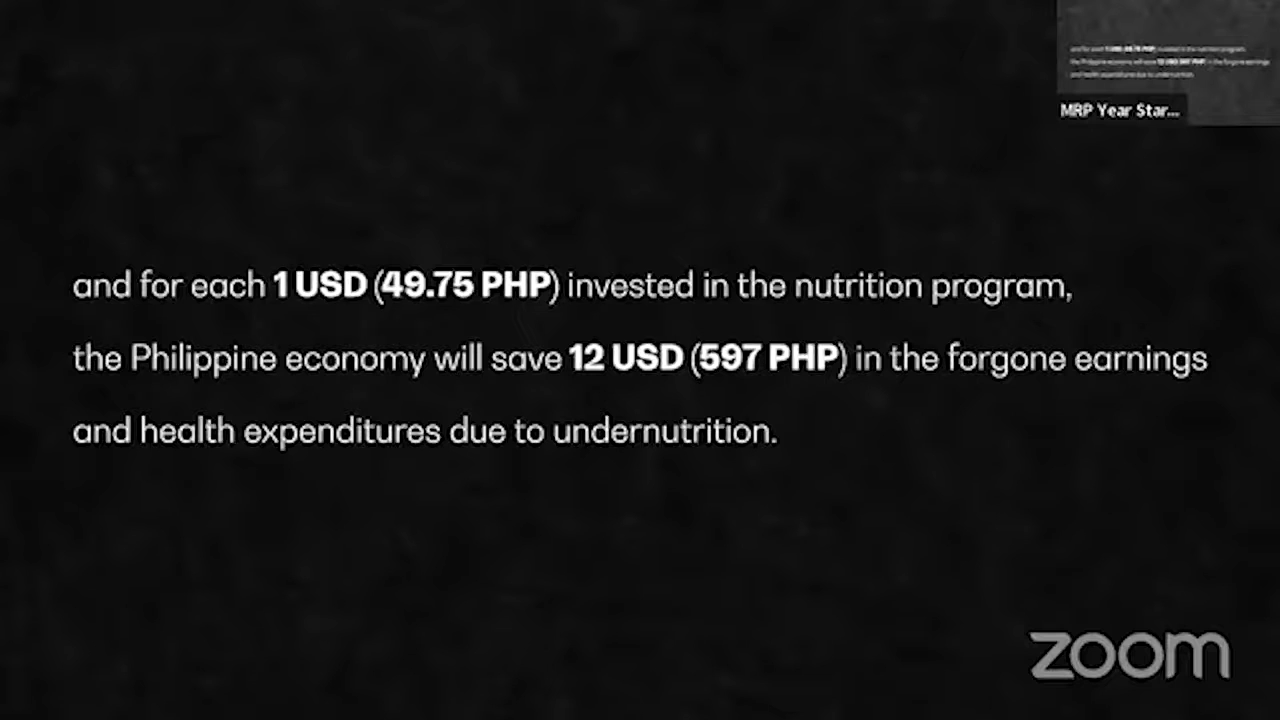 MRP Year Star...
and for each 1 USD (49.75 PHP) invested in the nutrition program,
the Philippine economy will save 12 USD (597 PHP) in the forgone earnings
and health expenditures due to undernutrition.
zoom